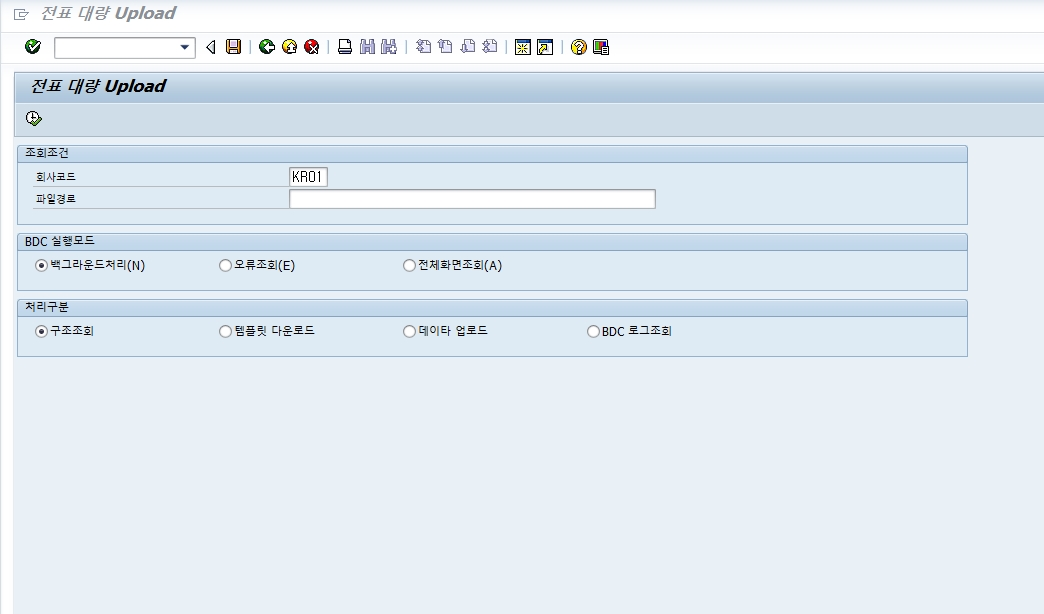 전표 대량 Upload
전표 대량 Upload
조회조건
회사코드 KR01
파일경로
BDC 실행모드
백그라운드처리(N) 오류조회(E) 전체화면조회(A)
처리구분
구조조회 템플릿 다운로드 데이타 업로드 BDC 로그조회